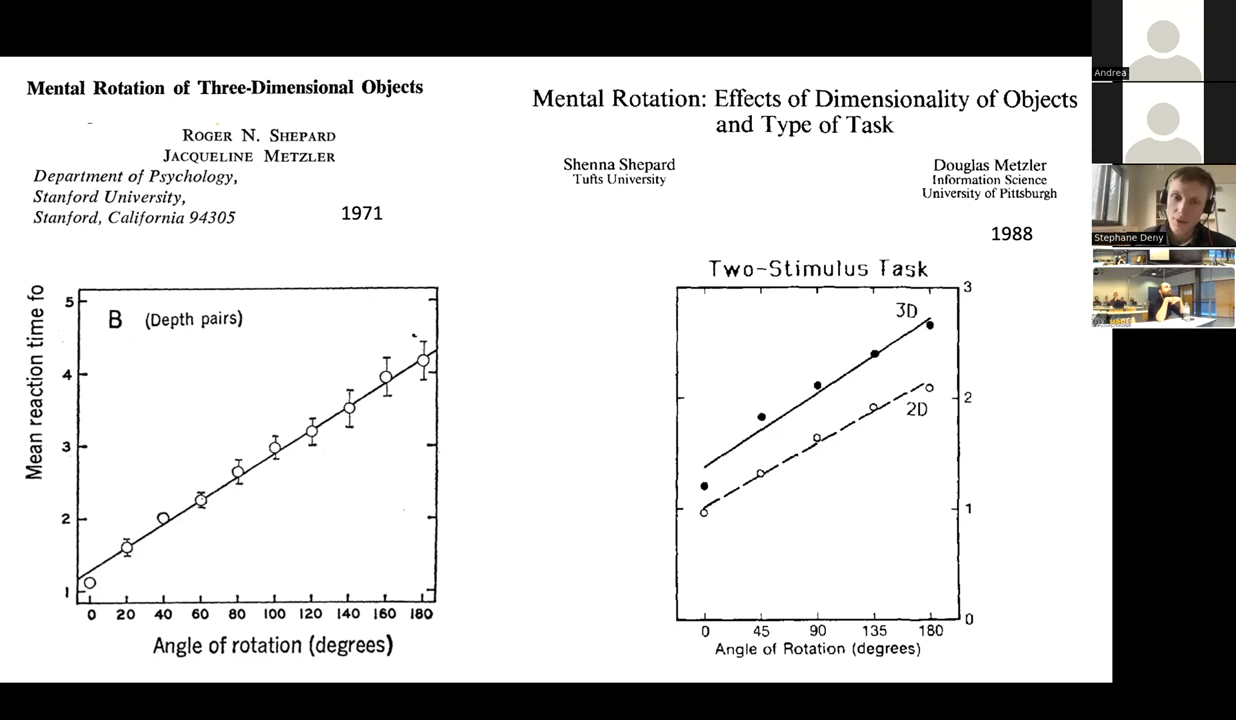 Mental Rotation of Three-Dimensional Objects
ROGER N. SHEPARD
JACQUELINE METZLER
Department of Psychology,
Stanford University,
Stanford, California 94305
1971
Mean reaction time fo
B (Depth pairs)
5
4
3
2
1
0 20 40 60 80 100 120 140 160 180
Angle of rotation (degrees)
Mental Rotation: Effects of Dimensionality of Objects
and Type of Task
Shenna Shepard
Tufts University
Douglas Metzler
Information Science
University of Pittsburgh
1988
Two-Stimulus Task
3D
2D
3
2
1
0
0 45 90 135 180
Angle of Rotation (degrees)
Andrea
Stephane Deny